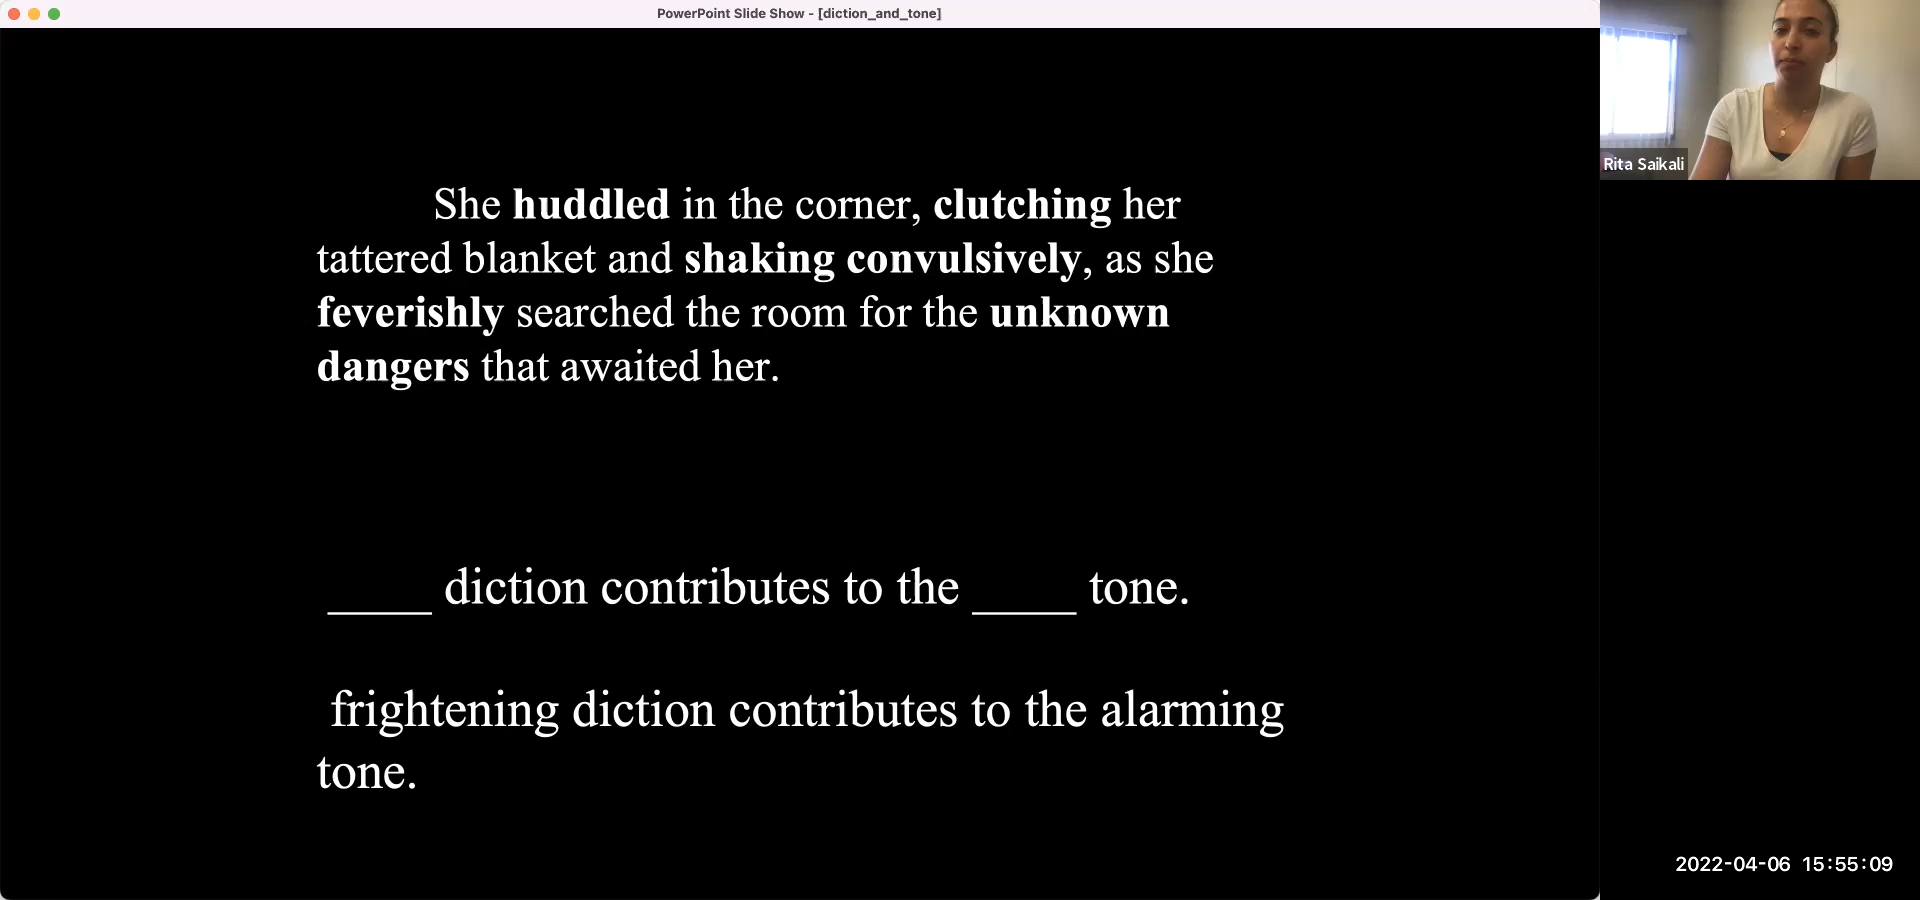 PowerPoint Slide Show - [diction_and_tone]
She huddled in the corner, clutching her
tattered blanket and shaking convulsively, as she
feverishly searched the room for the unknown
dangers that awaited her.
____ diction contributes to the ____ tone.
frightening diction contributes to the alarming
tone.
Rita Saikali
2022-04-06 15:55:09